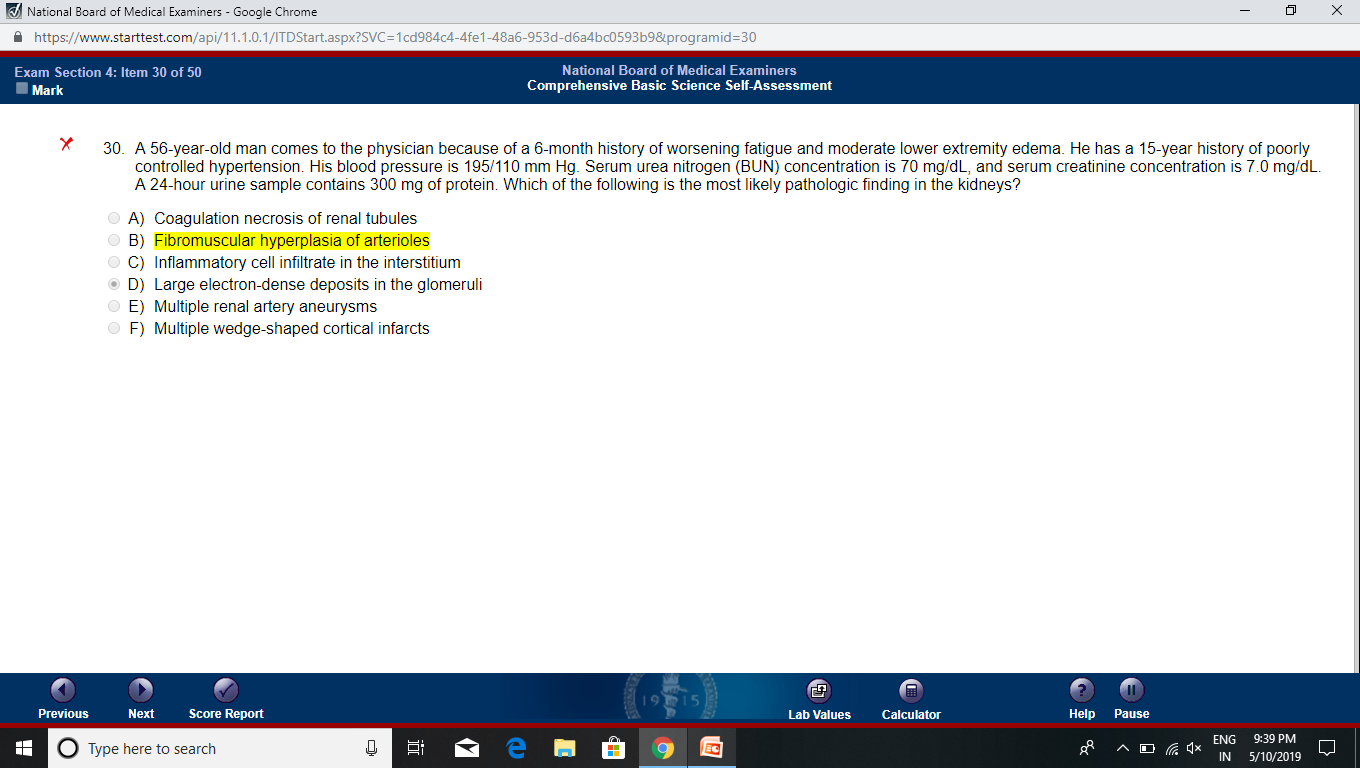 National Board of Medical Examiners - Google Chrome
https://www.starttest.com/api/11.1.0.1/ITDStart.aspx?SVC=1cd984c4-4fe1-48a6-953d-d6a4bc0593b9&programid=30
Exam Section 4: Item 30 of 50
National Board of Medical Examiners
Mark
Comprehensive Basic Science Self-Assessment
30. A 56-year-old man comes to the physician because of a 6-month history of worsening fatigue and moderate lower extremity edema. He has a 15-year history of poorly
controlled hypertension. His blood pressure is 195/110 mm Hg. Serum urea nitrogen (BUN) concentration is 70 mg/dL, and serum creatinine concentration is 7.0 mg/dL.
A 24-hour urine sample contains 300 mg of protein. Which of the following is the most likely pathologic finding in the kidneys?
A) Coagulation necrosis of renal tubules
B) Fibromuscular hyperplasia of arterioles
C) Inflammatory cell infiltrate in the interstitium
D) Large electron-dense deposits in the glomeruli
E) Multiple renal artery aneurysms
F) Multiple wedge-shaped cortical infarcts
1915
Previous Next Score Report Lab Values Calculator Help Pause
Type here to search
ENG 9:39 PM
IN 5/10/2019